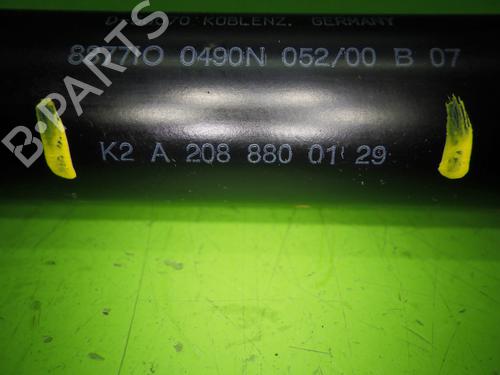 KOBLENZ, GERMANY
0490N 052/00 B 07
K2 A 208 880 01 29
B-PARTS